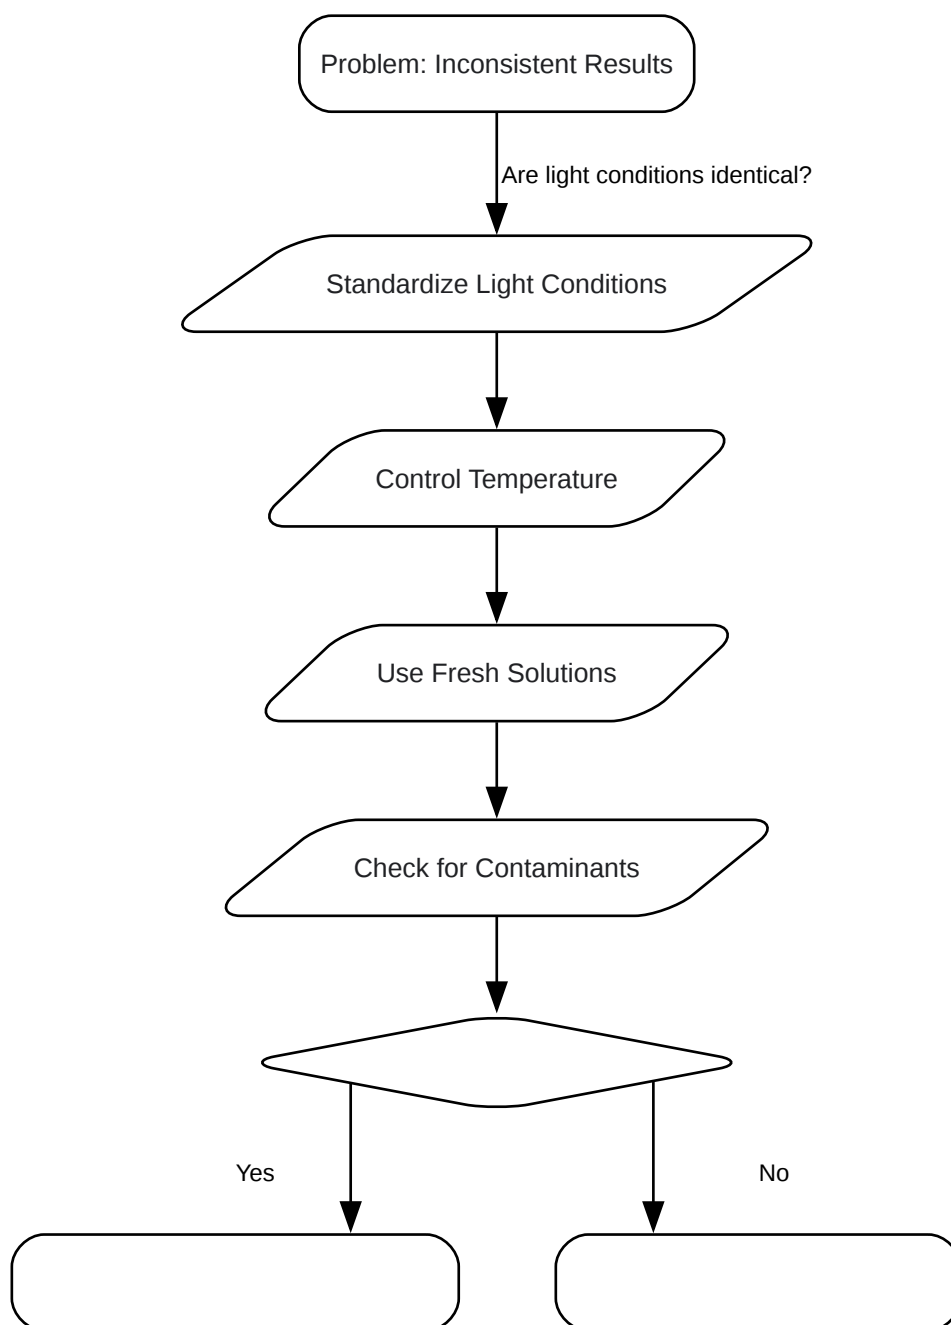 Problem: Inconsistent Results
Are light conditions identical?
Standardize Light Conditions
Control Temperature
Use Fresh Solutions
Check for Contaminants
Yes
No